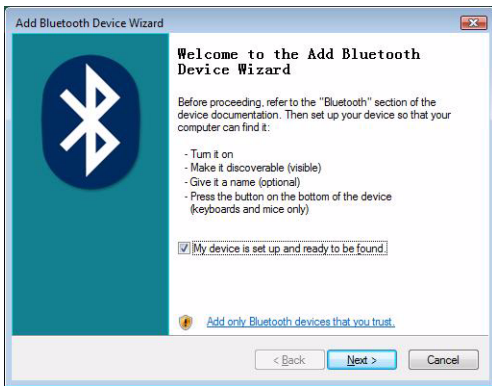 Add Bluetooth Device Wizard
Welcome to the Add Bluetooth
Device Wizard
Before proceeding, refer to the "Bluetooth" section of the
device documentation. Then set up your device so that your
computer can find it:
- Turn it on
- Make it discoverable (visible)
- Give it a name (optional)
- Press the button on the bottom of the device
(keyboards and mice only)
My device is set up and ready to be found.
Add only Bluetooth devices that you trust.
< Back
Next >
Cancel